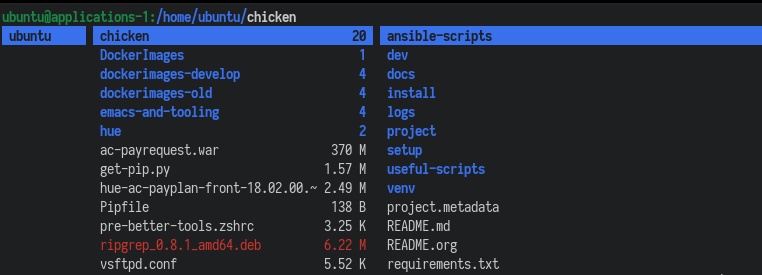 ubuntu@applications-1:/home/ubuntu/chicken
ubuntu chicken 20 ansible-scripts
DockerImages 1 dev
dockerimages-develop 4 docs
dockerimages-old 4 install
emacs-and-tooling 4 logs
hue 2 project
ac-payrequest.war 370 M setup
get-pip.py 1.57 M useful-scripts
hue-ac-payplan-front-18.02.00.~ 2.49 M venv
Pipfile 138 B project.metadata
pre-better-tools.zshrc 3.25 K README.md
ripgrep_0.8.1_amd64.deb 6.22 M README.org
vsftpd.conf 5.52 K requirements.txt